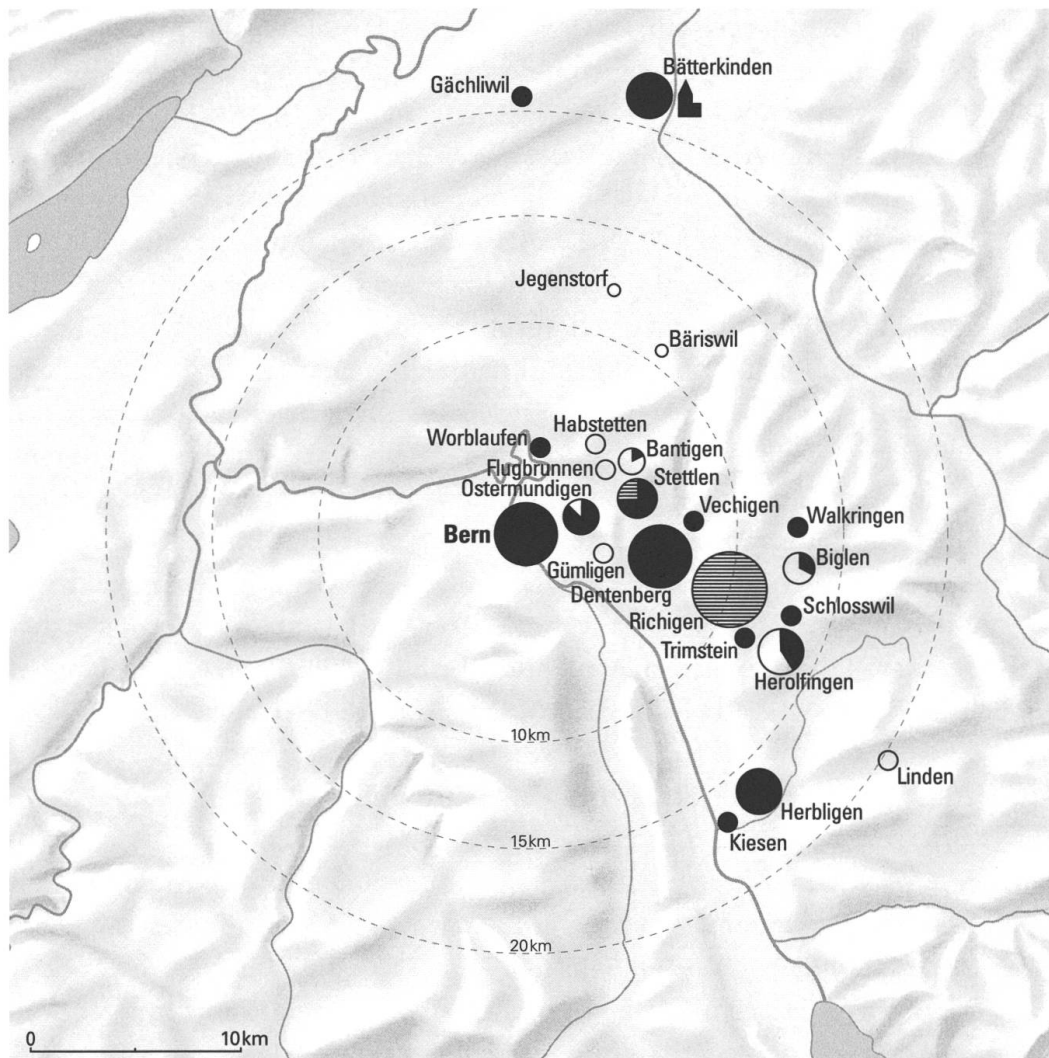 Bätterkinden
Gächliwil
Jegenstorf
Bäriswil
Habstetten
Worblaufen
Bantigen
Flugbrunnen
Stettlen
Ostermundigen
Vechigen
Walkringen
Bern
Biglen
Gümligen
Dentenberg
Schlosswil
Richigen
Trimstein
Herolfingen
10km
Linden
Herbligen
15km
Kiesen
20km
0 10km